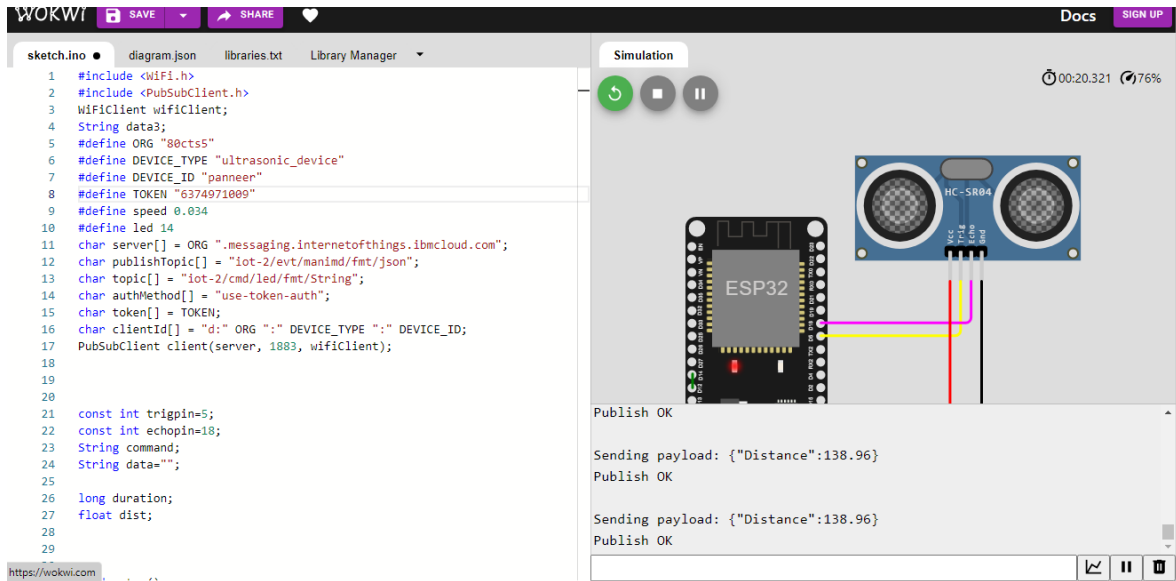 WOKWI SAVE SHARE Docs SIGN UP
sketch.ino diagram.json libraries.txt Library Manager
1 #include <WiFi.h>
2 #include <PubSubClient.h>
3 WiFiClient wifiClient;
4 String data3;
5 #define ORG "80cts5"
6 #define DEVICE_TYPE "ultrasonic_device"
7 #define DEVICE_ID "panneer"
8 #define TOKEN "6374971009"
9 #define speed 0.034
10 #define led 14
11 char server[] = ORG ".messaging.internetofthings.ibmcloud.com";
12 char publishTopic[] = "iot-2/evt/manimd/fmt/json";
13 char topic[] = "iot-2/cmd/led/fmt/String";
14 char authMethod[] = "use-token-auth";
15 char token[] = TOKEN;
16 char clientId[] = "d:" ORG ":" DEVICE_TYPE ":" DEVICE_ID;
17 PubSubClient client(server, 1883, wifiClient);
18
19
20
21 const int trigpin=5;
22 const int echopin=18;
23 String command;
24 String data="";
25
26 long duration;
27 float dist;
28
29
https://wokwi.com
Simulation
00:20.321 76%
HC-SR04
Vcc
Trig
Echo
Gnd
ESP32
Publish OK
Sending payload: {"Distance":138.96}
Publish OK
Sending payload: {"Distance":138.96}
Publish OK